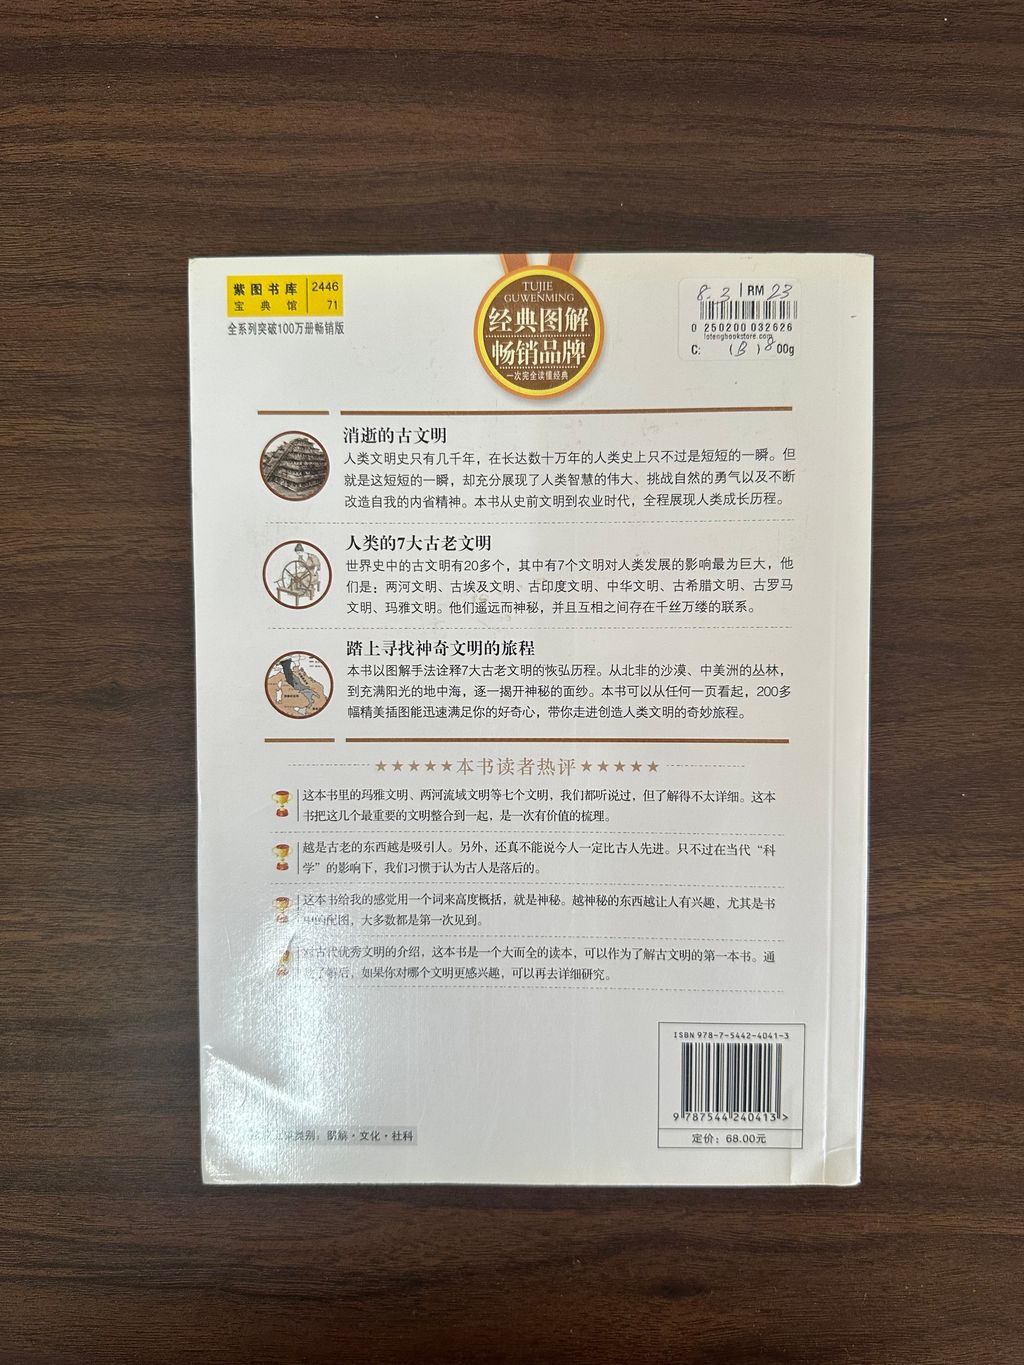 紫图书库 2446
宝典馆 71
全系列突破100万册畅销版
TUJIE
GUWENMING
经典图解
畅销品牌
一次完全读懂经典
8.3 RM 23
0 250200 032626
lotengbookstore.com
C: (B) 8 00g
消逝的古文明
人类文明史只有几千年，在长达数十万年的人类史上只不过是短短的一瞬。但
就是这短短的一瞬，却充分展现了人类智慧的伟大、挑战自然的勇气以及不断
改造自我的内省精神。本书从史前文明到农业时代，全程展现人类成长历程。
人类的7大古老文明
世界史中的古文明有20多个，其中有7个文明对人类发展的影响最为巨大，他
们是：两河文明、古埃及文明、古印度文明、中华文明、古希腊文明、古罗马
文明、玛雅文明。他们遥远而神秘，并且互相之间存在千丝万缕的联系。
踏上寻找神奇文明的旅程
本书以图解手法诠释7大古老文明的恢弘历程。从北非的沙漠、中美洲的丛林，
到充满阳光的地中海，逐一揭开神秘的面纱。本书可以从任何一页看起，200多
幅精美插图能迅速满足你的好奇心，带你走进创造人类文明的奇妙旅程。
★★★★★本书读者热评★★★★★
这本书里的玛雅文明、两河流域文明等七个文明，我们都听说过，但了解得不太详细。这本
书把这几个最重要的文明整合到一起，是一次有价值的梳理。
越是古老的东西越是吸引人。另外，还真不能说今人一定比古人先进。只不过在当代“科
学”的影响下，我们习惯于认为古人是落后的。
这本书给我的感觉用一个词来高度概括，就是神秘。越神秘的东西越让人有兴趣、尤其是书
中的配图，大多数都是第一次见到。
对古代优秀文明的介绍，这本书是一个大而全的读本，可以作为了解古文明的第一本书。通
了解后，如果你对哪个文明更感兴趣，可以再去详细研究。
ISBN 978-7-5442-4041-3
9 787544 240413 >
定价：68.00元
类别：图解·文化·社科